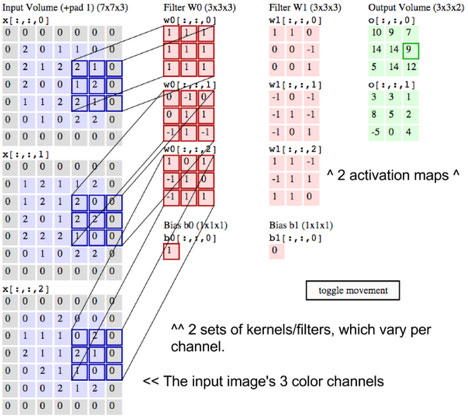 Input Volume (+pad 1) (7x7x3)
x[:,:,0]
0 0 0 0 0 0 0
0 2 0 1 1 0 0
0 1 1 0 2 1 0
0 0 0 0 1 2 0
0 1 1 2 2 1 0
0 0 1 0 2 2 0
0 0 0 0 0 0 0
x[:,:,1]
0 0 0 0 0 0 0
0 1 2 1 1 2 0
0 2 1 1 2 0 0
0 1 2 1 2 2 0
0 2 2 1 0 0
0 0 1 0 2 2 0
0 0 0 0 0 0 0
x[:,:,2]
0 0 0 0 0 0 0
0 0 0 2 0 0 0
0 1 1 1 0 2 0
0 1 1 2 1 0
0 2 1 1 0 0
0 0 2 1 2 0
0 0 0 0 0 0 0
Filter W0 (3x3x3)
w0[:,:,0]
1 1 1
1 1
1 1 1
w0[:,:,1]
0 -1 0
0 -1
-1 1 -1
w0[:,:,2]
1 0 1
-1 1 0
-1 1 1
Bias b0 (1x1x1)
b0[:,:,0]
1
Filter W1 (3x3x3)
w1[:,:,0]
1 1 0
0 0 -1
-1 0 1
w1[:,:,1]
-1 0 -1
-1 0 1
-1 1 -1
w1[:,:,2]
1 1 -1
-1 1 1
1 1 0
Bias b1 (1x1x1)
b1[:,:,0]
0
Output Volume (3x3x2)
o[:,:,0]
10 9 7
14 14 9
5 14 12
o[:,:,1]
3 3 1
8 5 2
-5 0 4
^ 2 activation maps ^
toggle movement
^^ 2 sets of kernels/filters, which vary per
channel.
<< The input image's 3 color channels